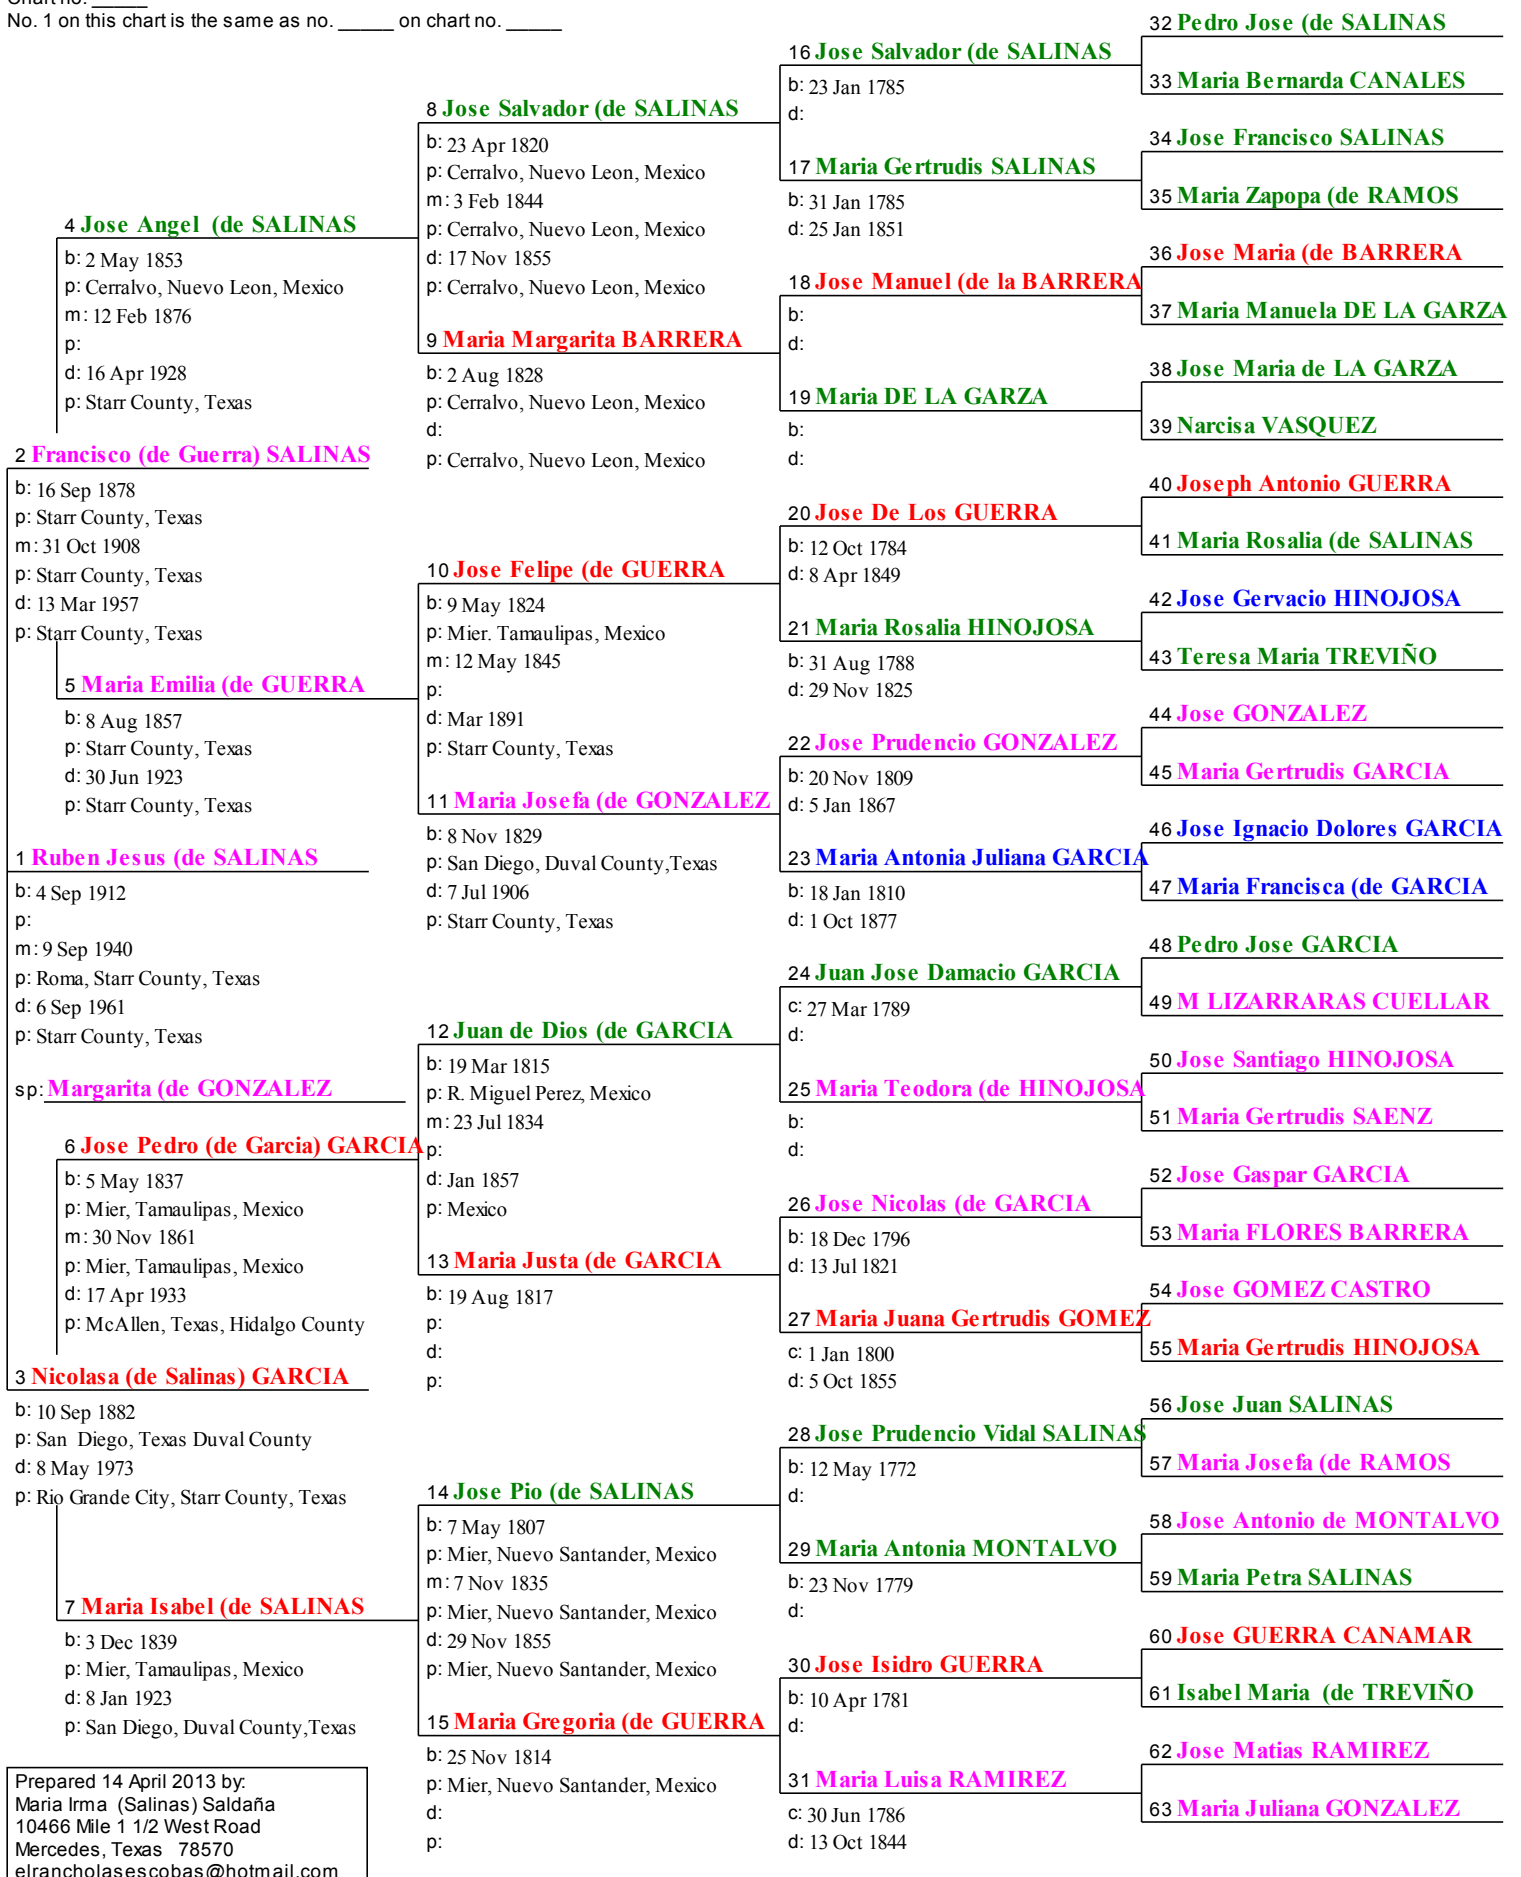 Chart no. _____
No. 1 on this chart is the same as no. _____ on chart no. _____
32 Pedro Jose (de SALINAS
16 Jose Salvador (de SALINAS
b: 23 Jan 1785
d:
33 Maria Bernarda CANALES
8 Jose Salvador (de SALINAS
b: 23 Apr 1820
p: Cerralvo, Nuevo Leon, Mexico
m: 3 Feb 1844
p: Cerralvo, Nuevo Leon, Mexico
d: 17 Nov 1855
p: Cerralvo, Nuevo Leon, Mexico
34 Jose Francisco SALINAS
17 Maria Gertrudis SALINAS
b: 31 Jan 1785
d: 25 Jan 1851
35 Maria Zapopa (de RAMOS
4 Jose Angel (de SALINAS
b: 2 May 1853
p: Cerralvo, Nuevo Leon, Mexico
m: 12 Feb 1876
p:
d: 16 Apr 1928
p: Starr County, Texas
36 Jose Maria (de BARRERA
18 Jose Manuel (de la BARRERA
b:
d:
37 Maria Manuela DE LA GARZA
9 Maria Margarita BARRERA
b: 2 Aug 1828
p: Cerralvo, Nuevo Leon, Mexico
d:
p: Cerralvo, Nuevo Leon, Mexico
38 Jose Maria de LA GARZA
19 Maria DE LA GARZA
b:
d:
39 Narcisa VASQUEZ
2 Francisco (de Guerra) SALINAS
b: 16 Sep 1878
p: Starr County, Texas
m: 31 Oct 1908
p: Starr County, Texas
d: 13 Mar 1957
p: Starr County, Texas
40 Joseph Antonio GUERRA
20 Jose De Los GUERRA
b: 12 Oct 1784
d: 8 Apr 1849
41 Maria Rosalia (de SALINAS
10 Jose Felipe (de GUERRA
b: 9 May 1824
p: Mier. Tamaulipas, Mexico
m: 12 May 1845
p:
d: Mar 1891
p: Starr County, Texas
42 Jose Gervacio HINOJOSA
21 Maria Rosalia HINOJOSA
b: 31 Aug 1788
d: 29 Nov 1825
43 Teresa Maria TREVIÑO
5 Maria Emilia (de GUERRA
b: 8 Aug 1857
p: Starr County, Texas
d: 30 Jun 1923
p: Starr County, Texas
44 Jose GONZALEZ
22 Jose Prudencio GONZALEZ
b: 20 Nov 1809
d: 5 Jan 1867
45 Maria Gertrudis GARCIA
11 Maria Josefa (de GONZALEZ
b: 8 Nov 1829
p: San Diego, Duval County,Texas
d: 7 Jul 1906
p: Starr County, Texas
46 Jose Ignacio Dolores GARCIA
23 Maria Antonia Juliana GARCIA
b: 18 Jan 1810
d: 1 Oct 1877
47 Maria Francisca (de GARCIA
1 Ruben Jesus (de SALINAS
b: 4 Sep 1912
p:
m: 9 Sep 1940
p: Roma, Starr County, Texas
d: 6 Sep 1961
p: Starr County, Texas
sp: Margarita (de GONZALEZ
48 Pedro Jose GARCIA
24 Juan Jose Damacio GARCIA
c: 27 Mar 1789
d:
49 M LIZARRARAS CUELLAR
12 Juan de Dios (de GARCIA
b: 19 Mar 1815
p: R. Miguel Perez, Mexico
m: 23 Jul 1834
p:
d: Jan 1857
p: Mexico
50 Jose Santiago HINOJOSA
25 Maria Teodora (de HINOJOSA
b:
d:
51 Maria Gertrudis SAENZ
6 Jose Pedro (de Garcia) GARCIA
b: 5 May 1837
p: Mier, Tamaulipas, Mexico
m: 30 Nov 1861
p: Mier, Tamaulipas, Mexico
d: 17 Apr 1933
p: McAllen, Texas, Hidalgo County
52 Jose Gaspar GARCIA
26 Jose Nicolas (de GARCIA
b: 18 Dec 1796
d: 13 Jul 1821
53 Maria FLORES BARRERA
13 Maria Justa (de GARCIA
b: 19 Aug 1817
p:
d:
p:
54 Jose GOMEZ CASTRO
27 Maria Juana Gertrudis GOMEZ
c: 1 Jan 1800
d: 5 Oct 1855
55 Maria Gertrudis HINOJOSA
3 Nicolasa (de Salinas) GARCIA
b: 10 Sep 1882
p: San Diego, Texas Duval County
d: 8 May 1973
p: Rio Grande City, Starr County, Texas
56 Jose Juan SALINAS
28 Jose Prudencio Vidal SALINAS
b: 12 May 1772
d:
57 Maria Josefa (de RAMOS
14 Jose Pio (de SALINAS
b: 7 May 1807
p: Mier, Nuevo Santander, Mexico
m: 7 Nov 1835
p: Mier, Nuevo Santander, Mexico
d: 29 Nov 1855
p: Mier, Nuevo Santander, Mexico
58 Jose Antonio de MONTALVO
29 Maria Antonia MONTALVO
b: 23 Nov 1779
d:
59 Maria Petra SALINAS
7 Maria Isabel (de SALINAS
b: 3 Dec 1839
p: Mier, Tamaulipas, Mexico
d: 8 Jan 1923
p: San Diego, Duval County,Texas
60 Jose GUERRA CANAMAR
30 Jose Isidro GUERRA
b: 10 Apr 1781
d:
61 Isabel Maria (de TREVIÑO
15 Maria Gregoria (de GUERRA
b: 25 Nov 1814
p: Mier, Nuevo Santander, Mexico
d:
p:
62 Jose Matias RAMIREZ
31 Maria Luisa RAMIREZ
c: 30 Jun 1786
d: 13 Oct 1844
63 Maria Juliana GONZALEZ
Prepared 14 April 2013 by:
Maria Irma (Salinas) Saldaña
10466 Mile 1 1/2 West Road
Mercedes, Texas 78570
elrancholasescobas@hotmail.com